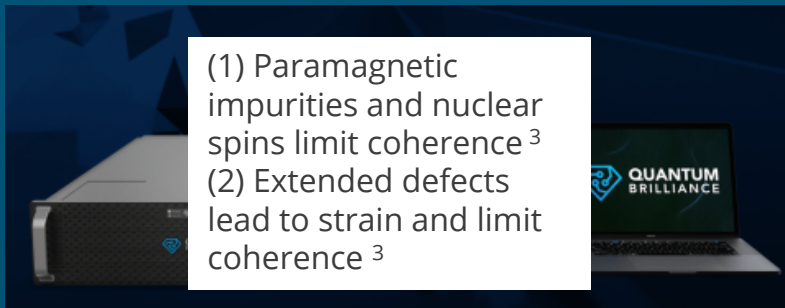 (1) Paramagnetic
impurities and nuclear
spins limit coherence ³
(2) Extended defects
lead to strain and limit
coherence ³
QUANTUM
BRILLIANCE